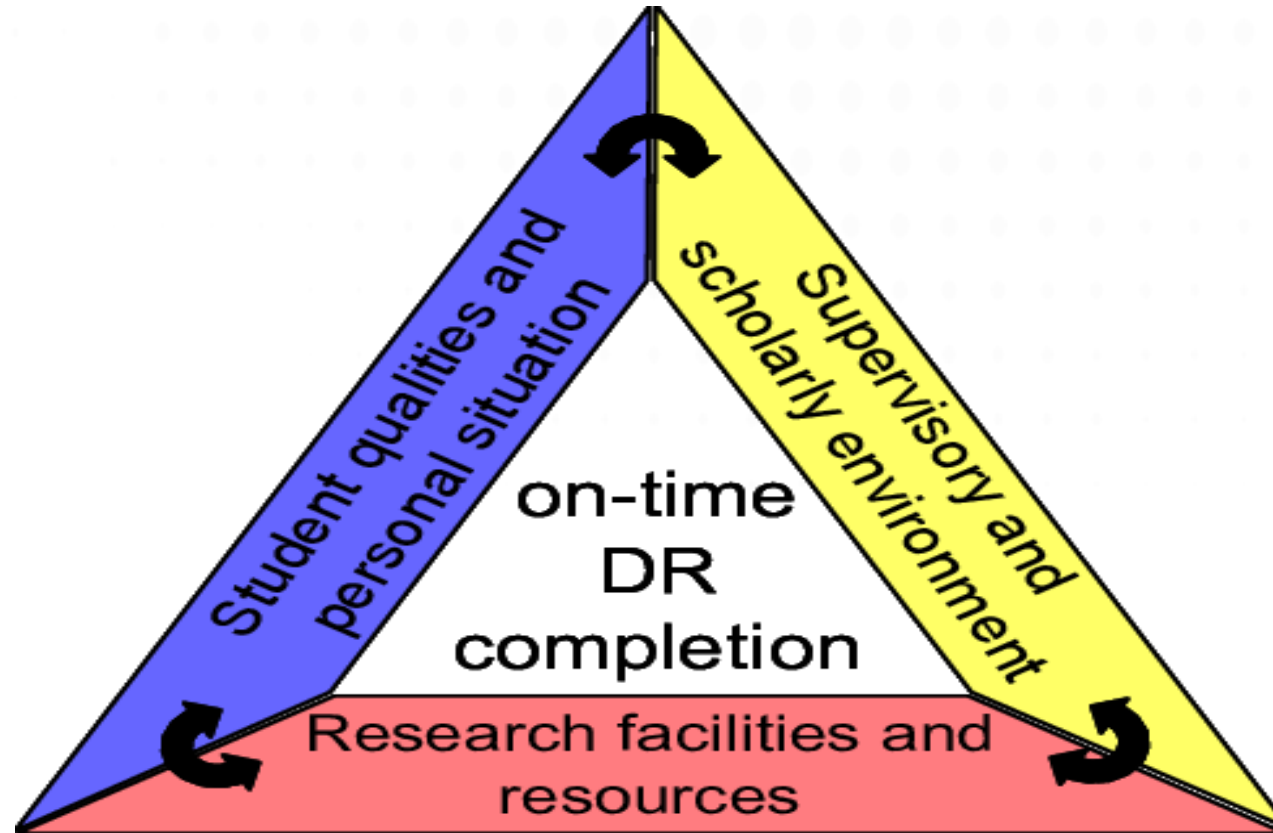 Student qualities and
personal situation
Supervisory and
scholarly environment
on-time
DR
completion
Research facilities and
resources